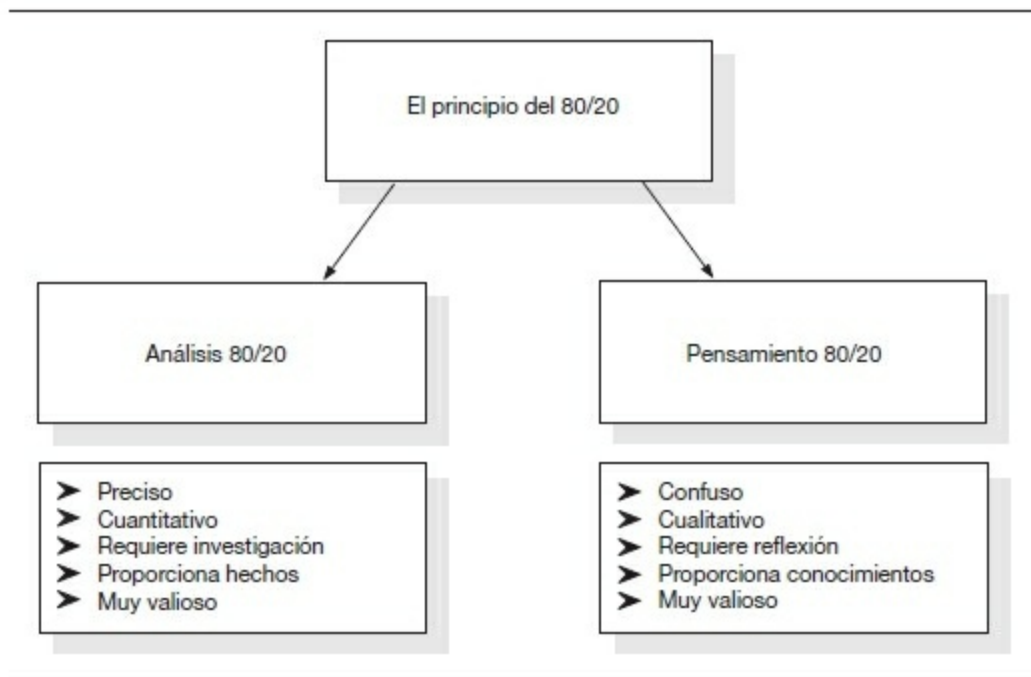 El principio del 80/20
Análisis 80/20
Pensamiento 80/20
➤ Preciso
➤ Cuantitativo
➤ Requiere investigación
➤ Proporciona hechos
➤ Muy valioso
➤ Confuso
➤ Cualitativo
➤ Requiere reflexión
➤ Proporciona conocimientos
➤ Muy valioso